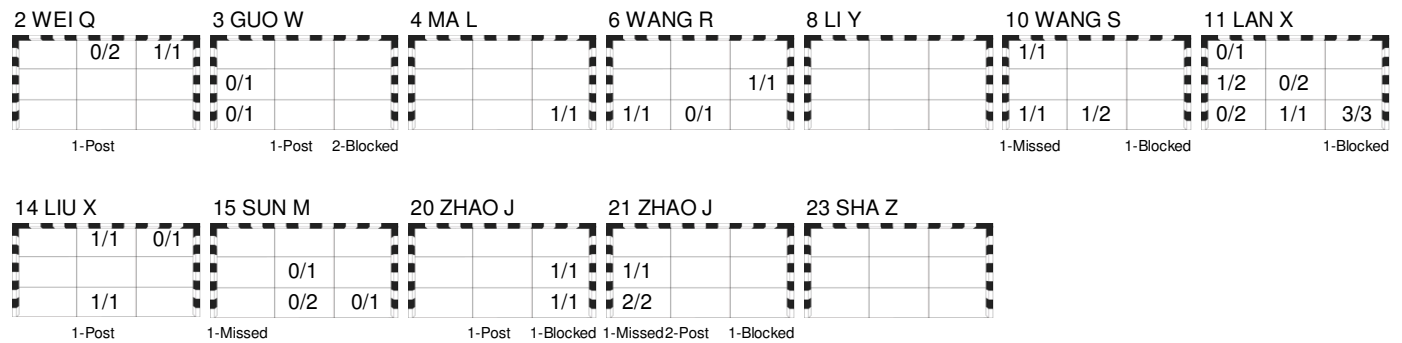 2 WEI Q 3 GUO W 4 MA L 6 WANG R 8 LI Y 10 WANG S 11 LAN X
0/2 1/1 1/1 0/1
0/1 1/1 1/2 0/2
0/1 1/1 1/1 0/1 1/1 1/2 0/2 1/1 3/3
1-Post 1-Post 2-Blocked 1-Missed 1-Blocked 1-Blocked
14 LIU X 15 SUN M 20 ZHAO J 21 ZHAO J 23 SHA Z
1/1 0/1
0/1 1/1 1/1
1/1 0/2 0/1 1/1 2/2
1-Post 1-Missed 1-Post 1-Blocked 1-Missed 2-Post 1-Blocked